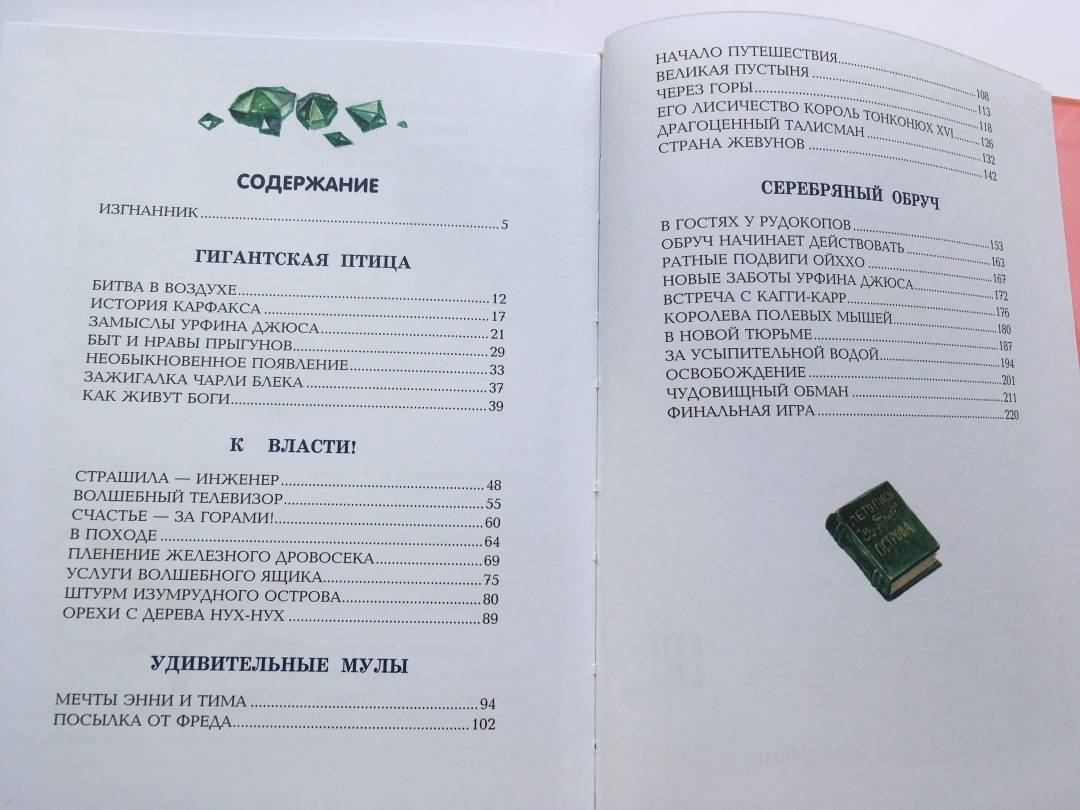 СОДЕРЖАНИЕ
ИЗГНАННИК 5
ГИГАНТСКАЯ ПТИЦА
БИТВА В ВОЗДУХЕ 12
ИСТОРИЯ КАРФАКСА 17
ЗАМЫСЛЫ УРФИНА ДЖЮСА 21
БЫТ И НРАВЫ ПРЫГУНОВ 29
НЕОБЫКНОВЕННОЕ ПОЯВЛЕНИЕ 33
ЗАЖИГАЛКА ЧАРЛИ БЛЕКА 37
КАК ЖИВУТ БОГИ 39
К ВЛАСТИ!
СТРАШИЛА — ИНЖЕНЕР 48
ВОЛШЕБНЫЙ ТЕЛЕВИЗОР 55
СЧАСТЬЕ — ЗА ГОРАМИ! 60
В ПОХОДЕ 64
ПЛЕНЕНИЕ ЖЕЛЕЗНОГО ДРОВОСЕКА 69
УСЛУГИ ВОЛШЕБНОГО ЯЩИКА 75
ШТУРМ ИЗУМРУДНОГО ОСТРОВА 80
ОРЕХИ С ДЕРЕВА НУХ-НУХ 89
УДИВИТЕЛЬНЫЕ МУЛЫ
МЕЧТЫ ЭННИ И ТИМА 94
ПОСЫЛКА ОТ ФРЕДА 102
НАЧАЛО ПУТЕШЕСТВИЯ 108
ВЕЛИКАЯ ПУСТЫНЯ 113
ЧЕРЕЗ ГОРЫ 118
ЕГО ЛИСИЧЕСТВО КОРОЛЬ ТОНКОНЮХ XVI 126
ДРАГОЦЕННЫЙ ТАЛИСМАН 132
СТРАНА ЖЕВУНОВ 142
СЕРЕБРЯНЫЙ ОБРУЧ
В ГОСТЯХ У РУДОКОПОВ 153
ОБРУЧ НАЧИНАЕТ ДЕЙСТВОВАТЬ 163
РАТНЫЕ ПОДВИГИ ОЙХХО 167
НОВЫЕ ЗАБОТЫ УРФИНА ДЖЮСА 172
ВСТРЕЧА С КАГГИ-КАРР 176
КОРОЛЕВА ПОЛЕВЫХ МЫШЕЙ 180
В НОВОЙ ТЮРЬМЕ 187
ЗА УСЫПИТЕЛЬНОЙ ВОДОЙ 194
ОСВОБОЖДЕНИЕ 201
ЧУДОВИЩНЫЙ ОБМАН 211
ФИНАЛЬНАЯ ИГРА 220
ОСТРОВА